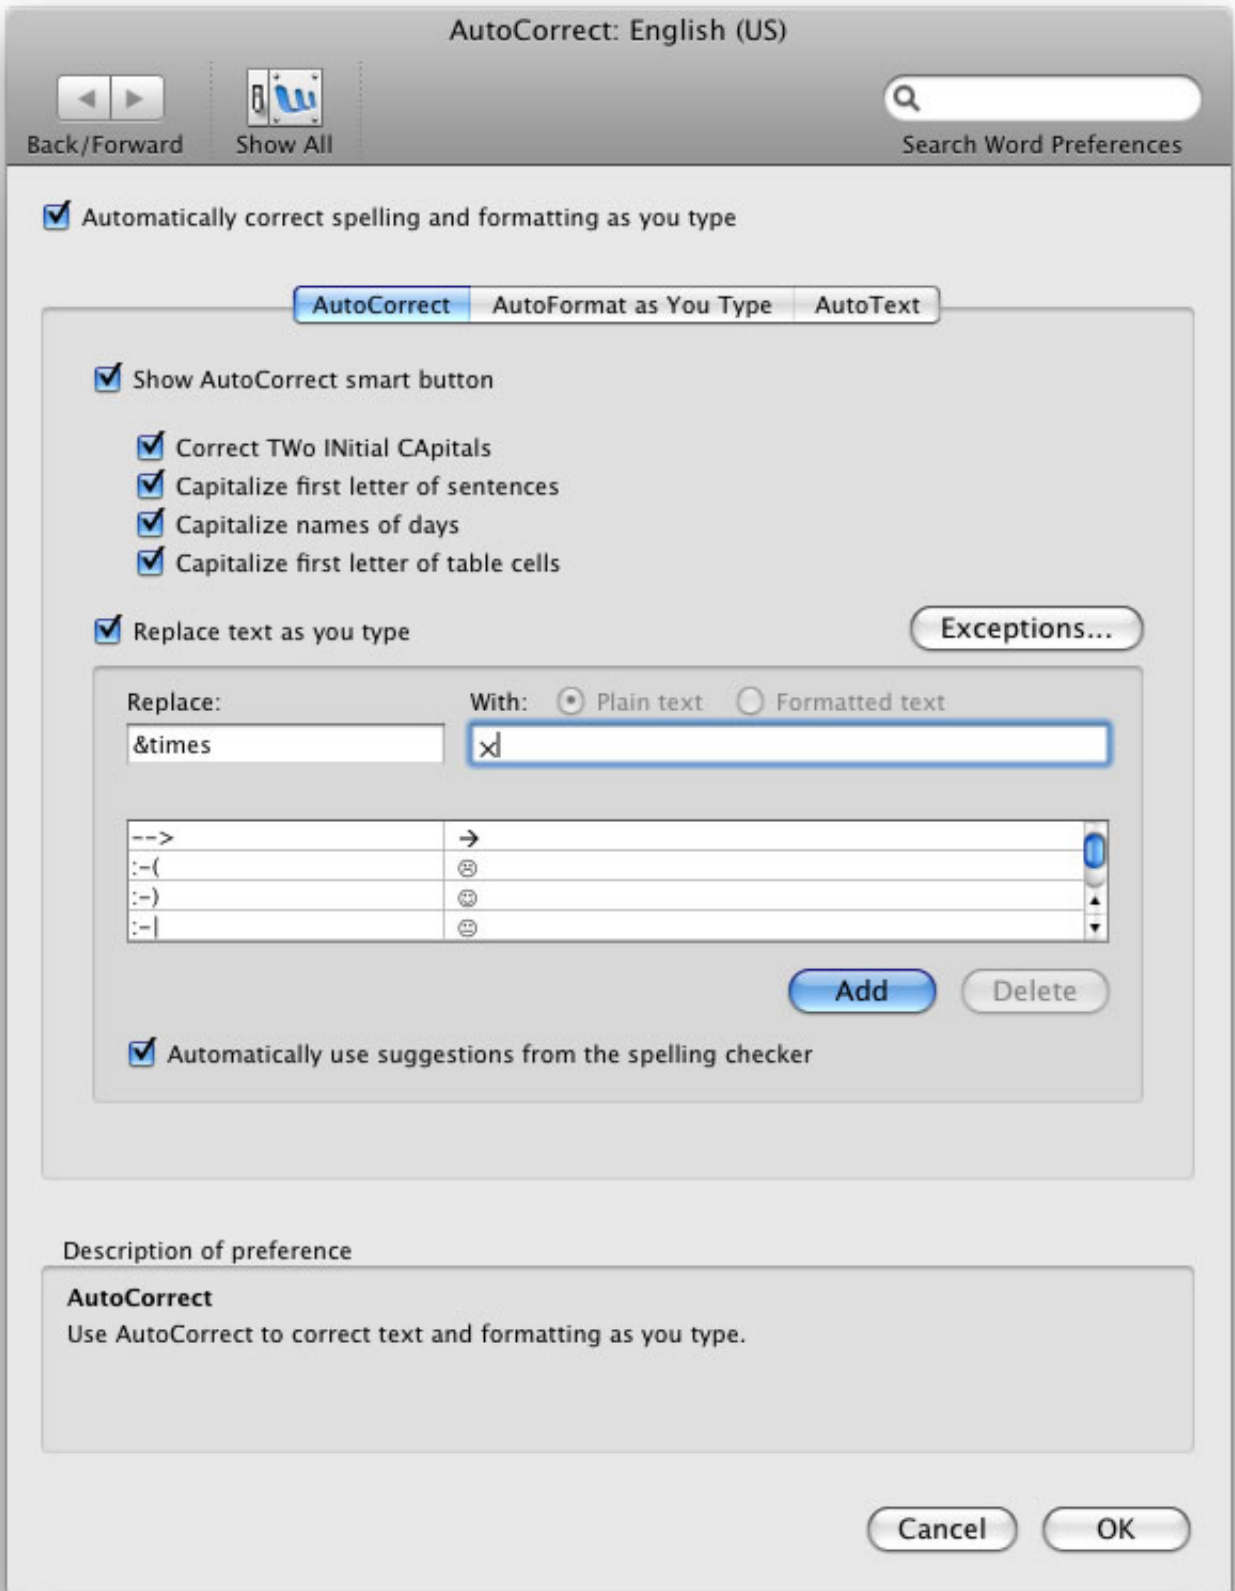 AutoCorrect: English (US)
Back/Forward
Show All
Search Word Preferences
Automatically correct spelling and formatting as you type
AutoCorrect
AutoFormat as You Type
AutoText
Show AutoCorrect smart button
Correct TWo INitial CApitals
Capitalize first letter of sentences
Capitalize names of days
Capitalize first letter of table cells
Replace text as you type
Exceptions...
Replace:
With:
Plain text
Formatted text
&times
×
--> →
:-( ☹
:-) ☺
:-| 😐
Add
Delete
Automatically use suggestions from the spelling checker
Description of preference
AutoCorrect
Use AutoCorrect to correct text and formatting as you type.
Cancel
OK